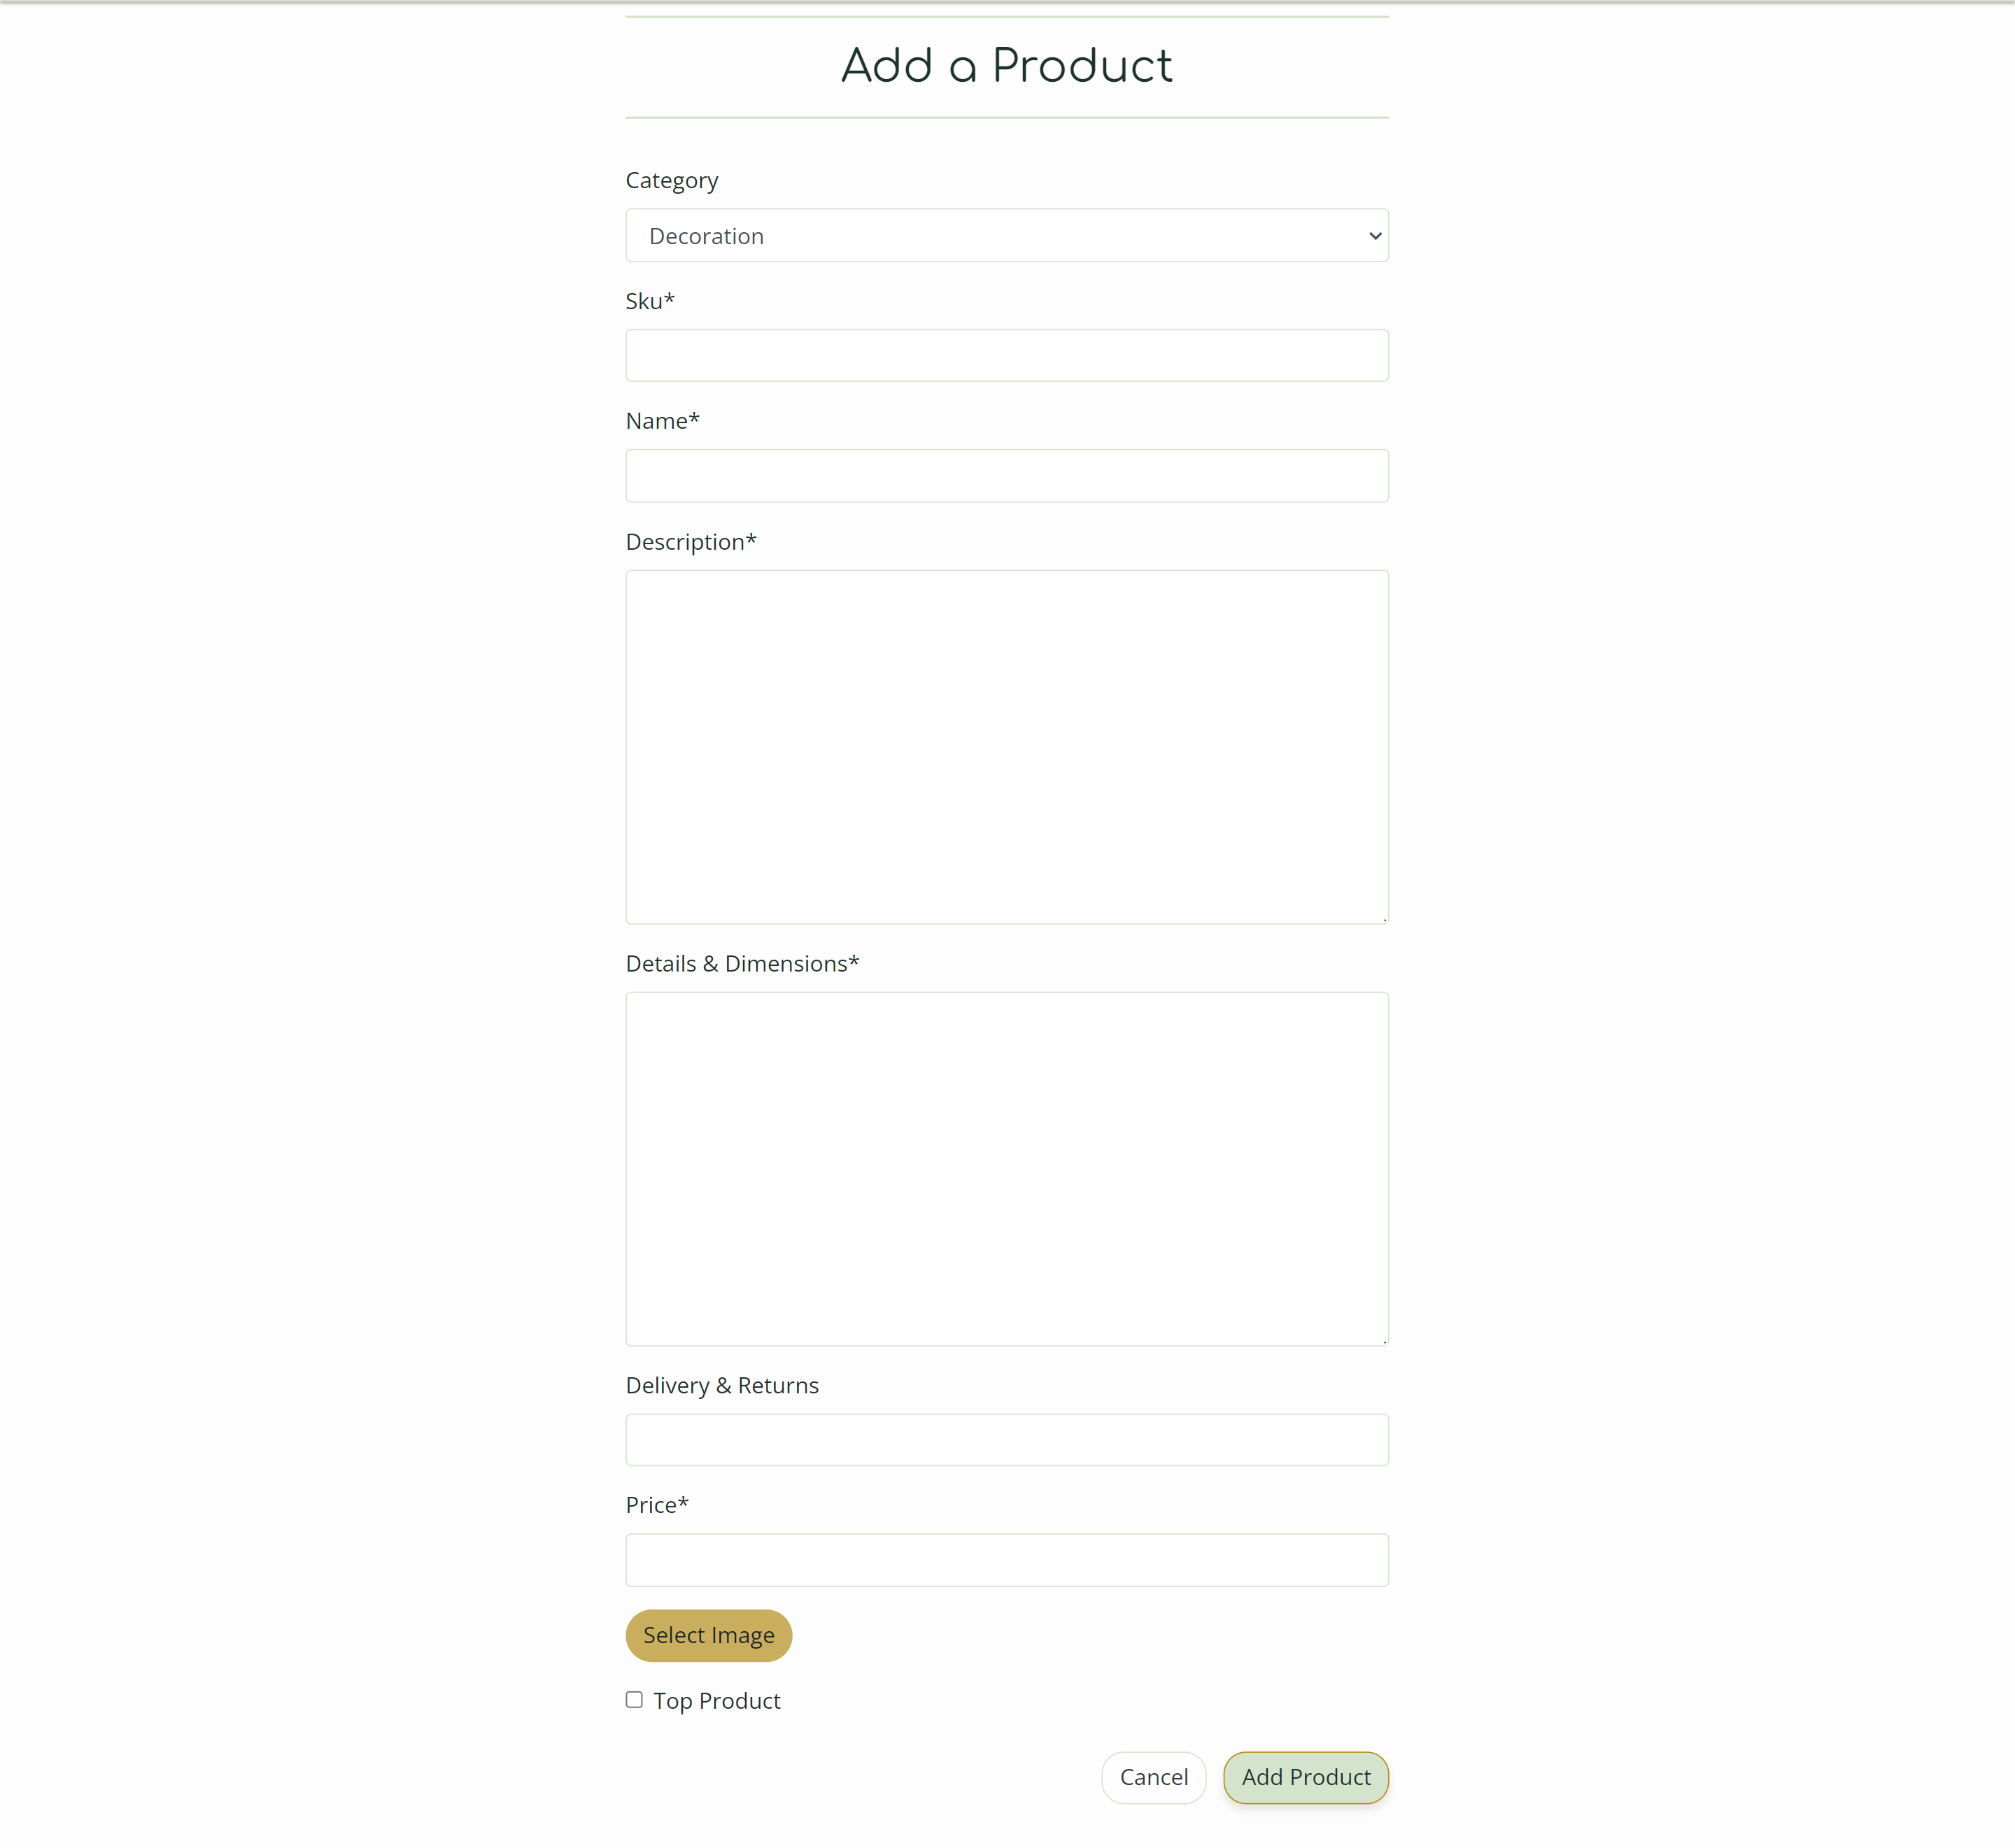 Add a Product
Category
Decoration
Sku*
Name*
Description*
Details & Dimensions*
Delivery & Returns
Price*
Select Image
Top Product
Cancel
Add Product